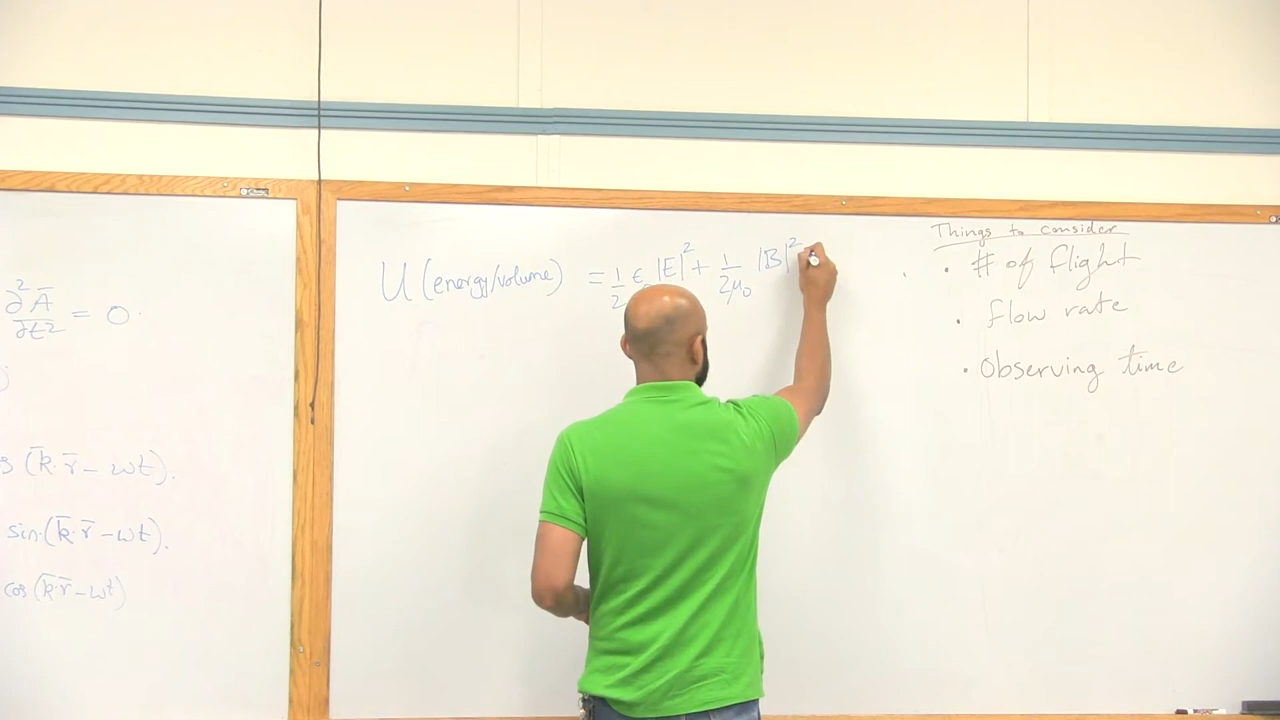 ∂²Ā/∂t² = 0.
(k̄·r̄ - ωt).
sin(k̄·r̄ - ωt).
cos(k̄·r̄ - ωt)
U (energy/volume) = 1/2 ε |E|² + 1/2μ₀ |B|²
Things to consider
• # of flight
• flow rate
• Observing time